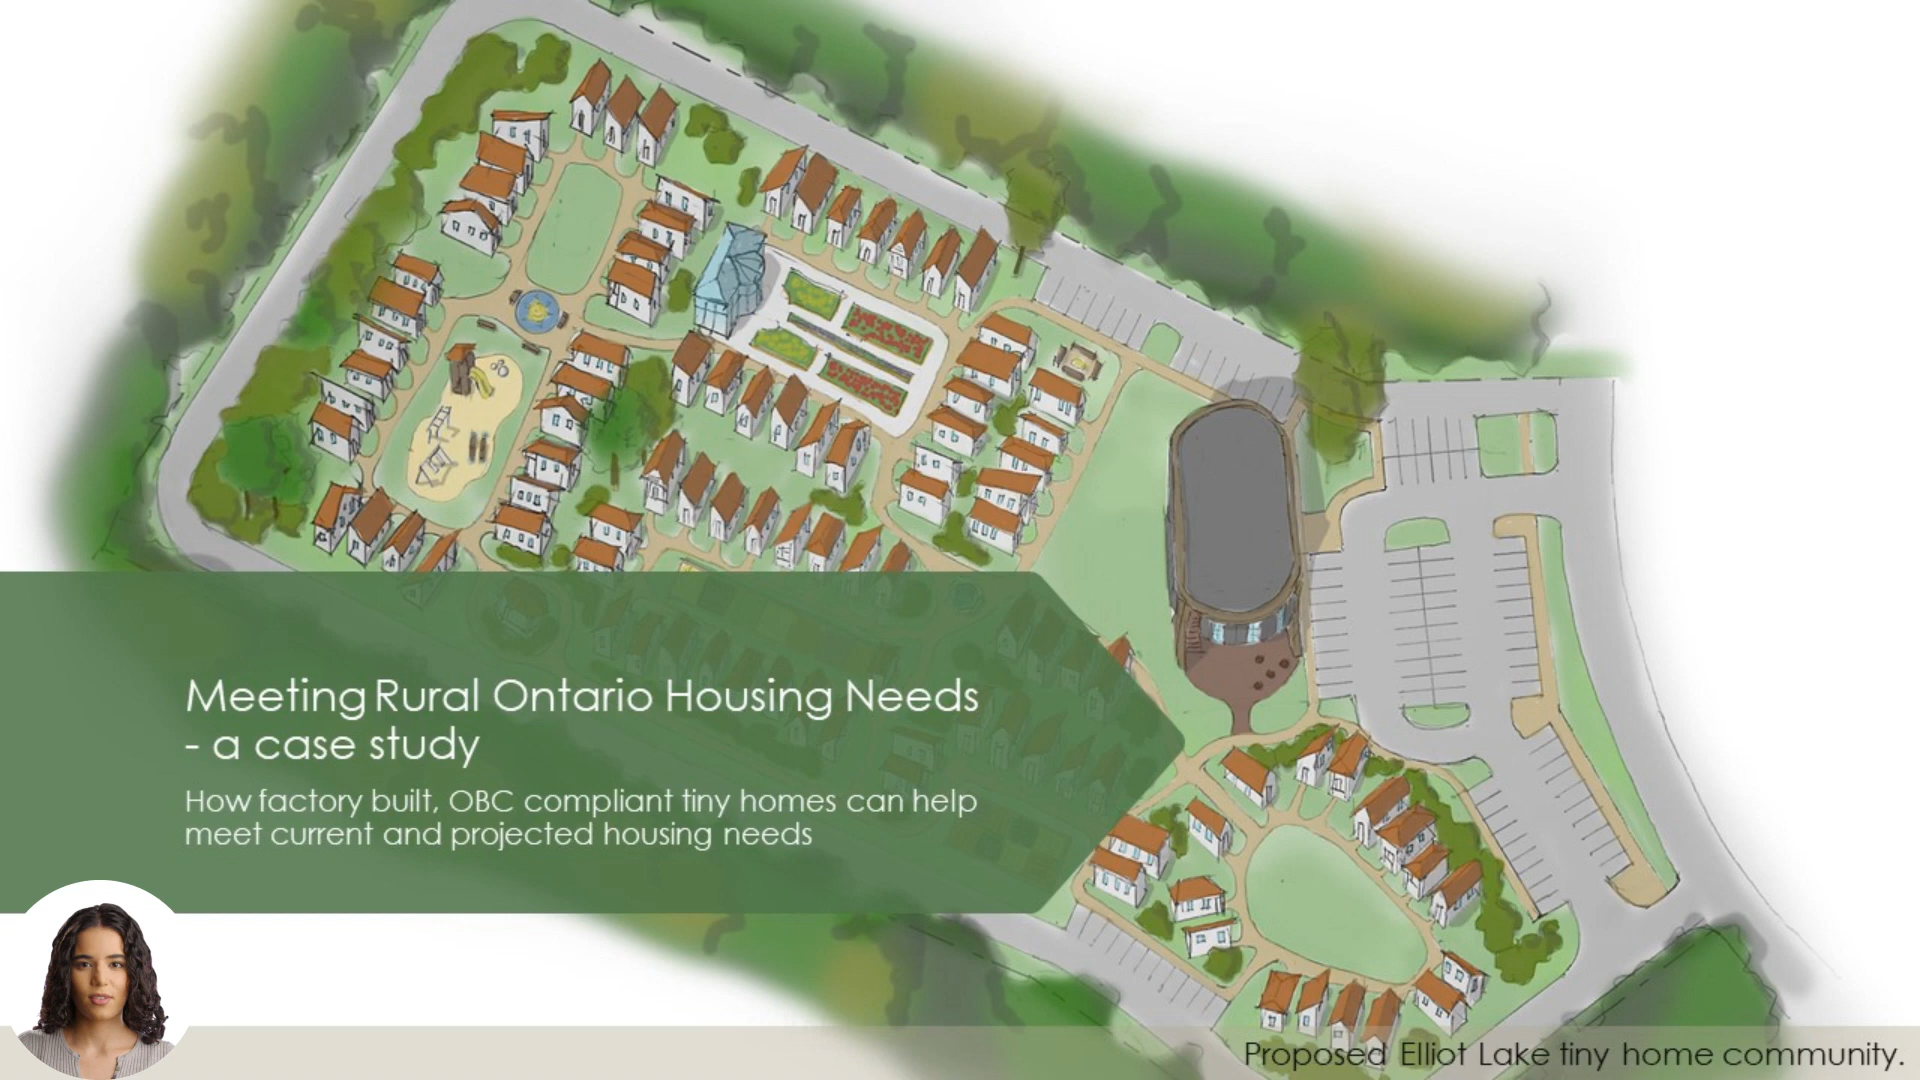 Meeting Rural Ontario Housing Needs
- a case study
How factory built, OBC compliant tiny homes can help
meet current and projected housing needs
Proposed Elliot Lake tiny home community.